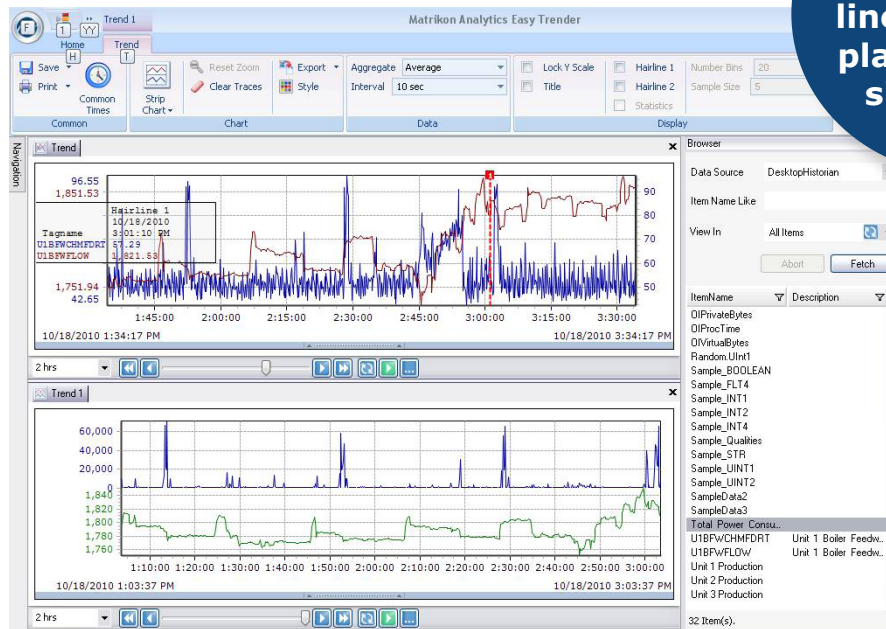 Trend 1
Matrikon Analytics Easy Trender
F 1 YY
Home Trend
H T
Save
Print
Common Times
Common
Strip Chart
Reset Zoom
Clear Traces
Export
Style
Chart
Aggregate Average
Interval 10 sec
Data
Lock Y Scale
Title
Hairline 1
Hairline 2
Statistics
Number Bins 20
Sample Size 5
Display
Navigation
Trend
96.55
1,851.53
Hairline 1
10/18/2010
Tagname 3:01:10 PM
U1BFWCHMFDRT 57.29
U1BFWFLOW 1,821.53
1,751.94
42.65
90
80
70
60
50
1:45:00 2:00:00 2:15:00 2:30:00 2:45:00 3:00:00 3:15:00 3:30:00
10/18/2010 1:34:17 PM 10/18/2010 3:34:17 PM
2 hrs
Trend 1
60,000
40,000
20,000
0
1,840
1,820
1,800
1,780
1,760
1:10:00 1:20:00 1:30:00 1:40:00 1:50:00 2:00:00 2:10:00 2:20:00 2:30:00 2:40:00 2:50:00 3:00:00
10/18/2010 1:03:37 PM 10/18/2010 3:03:37 PM
2 hrs
Browser
Data Source DesktopHistorian
Item Name Like
View In All Items
Abort Fetch
ItemName Description
OIPrivateBytes
OIProcTime
OIVirtualBytes
Random.UInt1
Sample_BOOLEAN
Sample_FLT4
Sample_INT1
Sample_INT2
Sample_INT4
Sample_Qualities
Sample_STR
Sample_UINT1
Sample_UINT2
SampleData2
SampleData3
Total Power Consu...
U1BFWCHMFDRT Unit 1 Boiler Feedw..
U1BFWFLOW Unit 1 Boiler Feedw..
Unit 1 Production
Unit 2 Production
Unit 3 Production
32 Item(s).